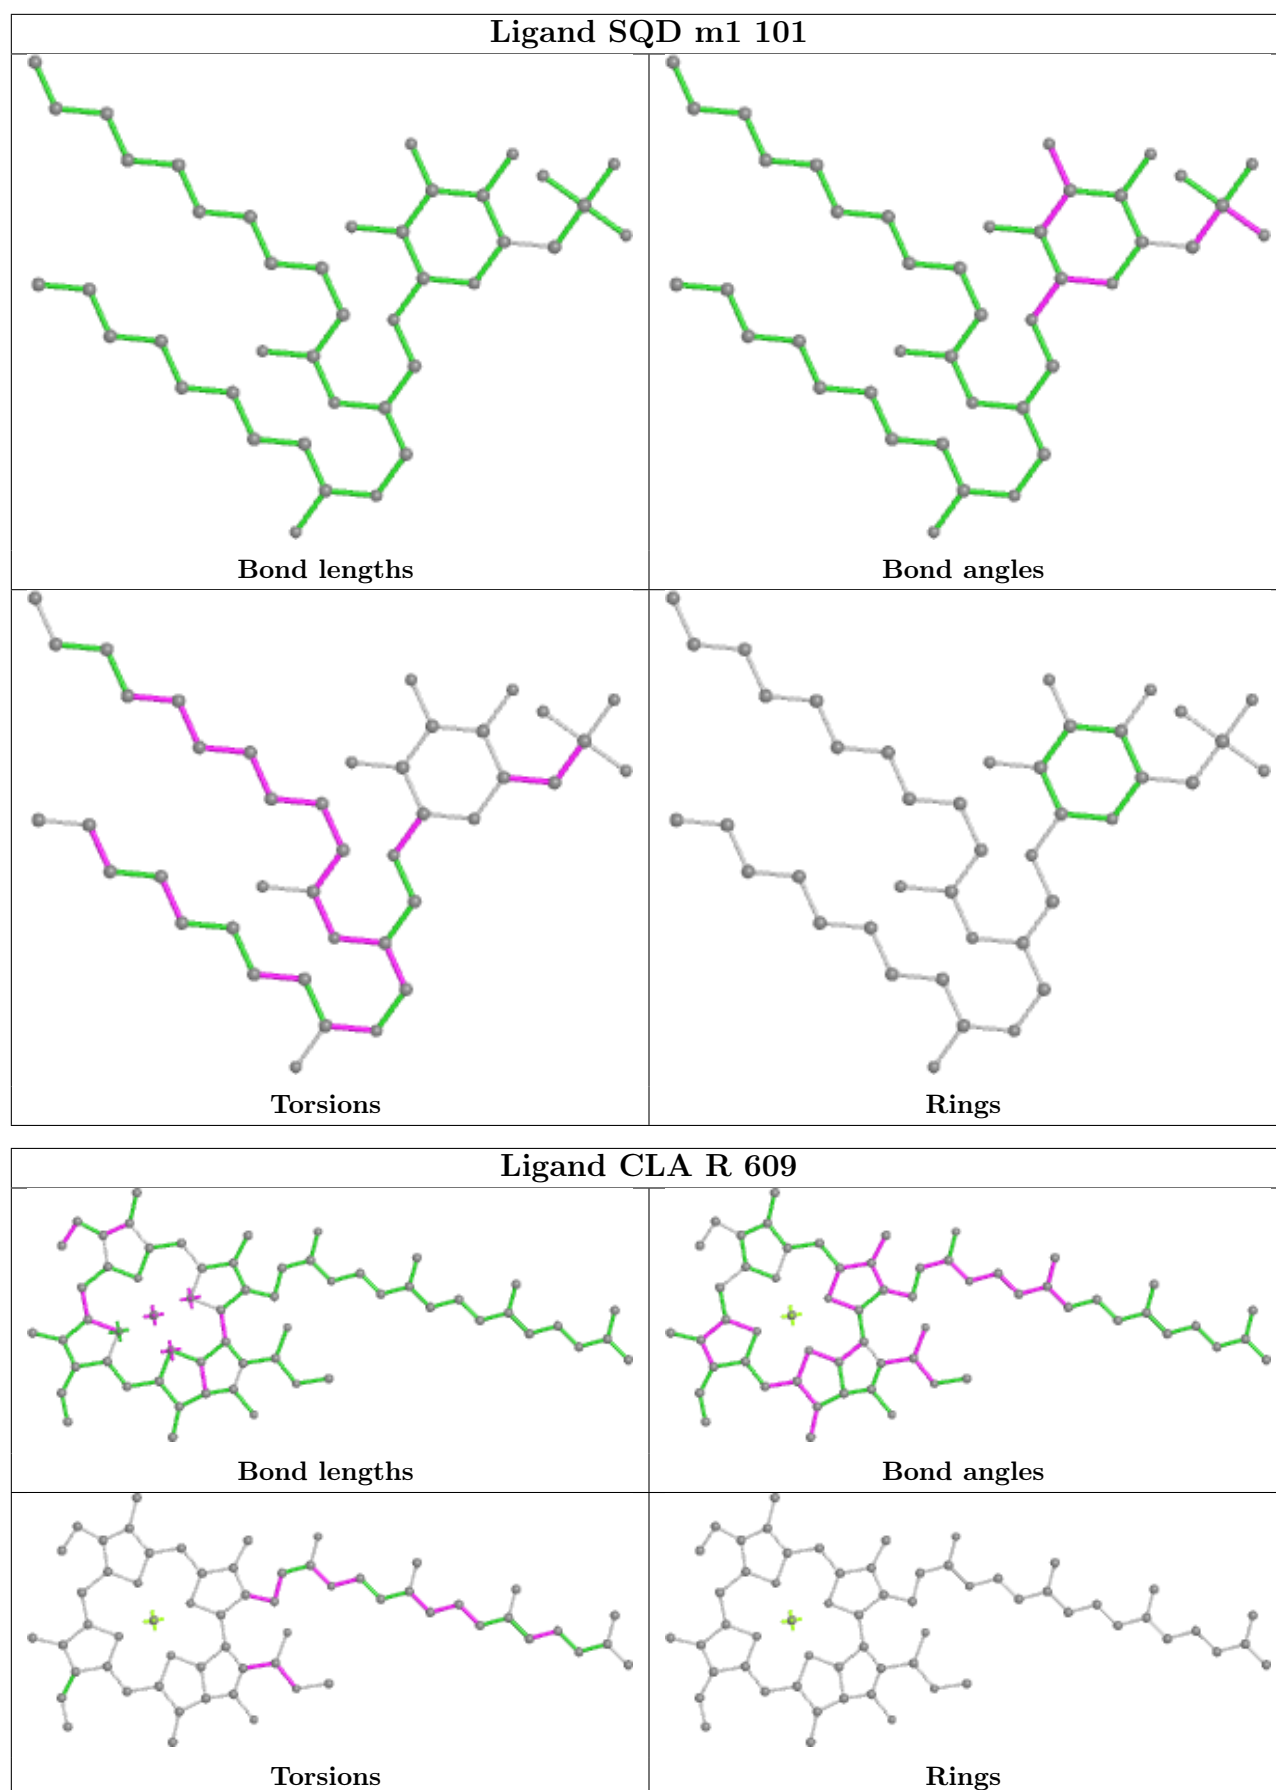 Ligand SQD m1 101
Bond lengths
Bond angles
Torsions
Rings
Ligand CLA R 609
Bond lengths
Bond angles
Torsions
Rings